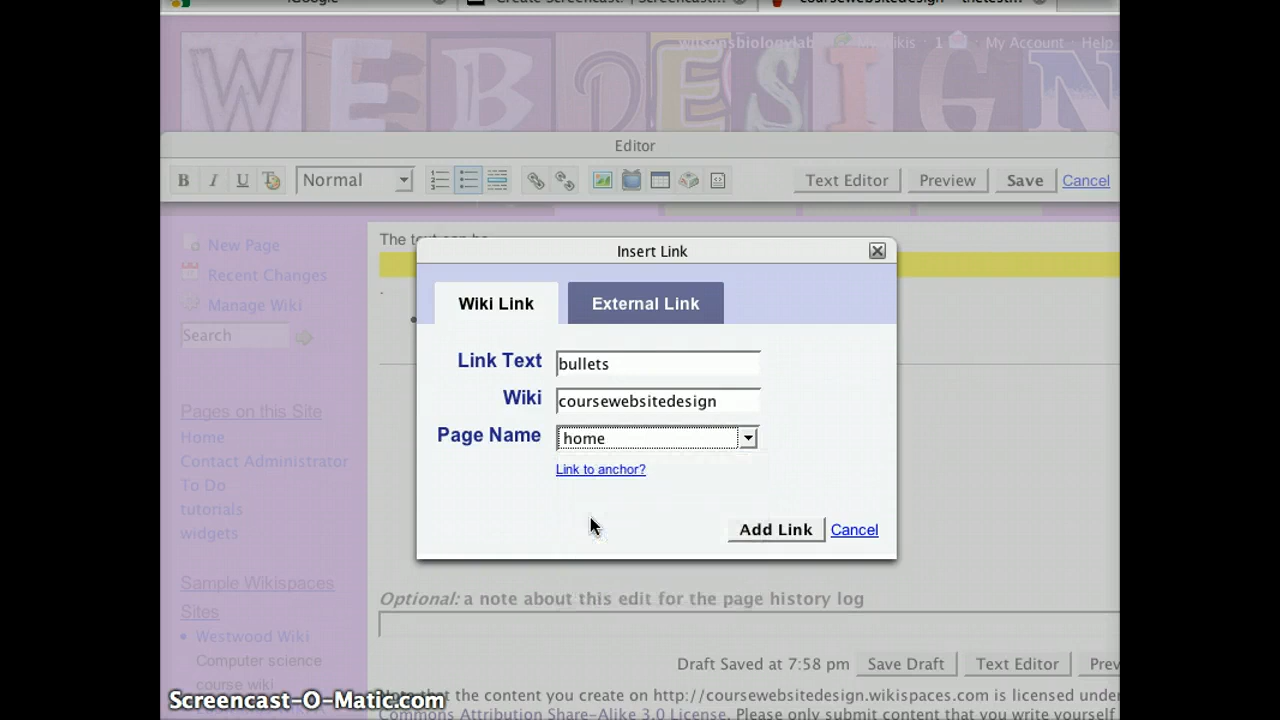 iGoogle
Create Screencast. | Screencast...
coursewebsitedesign - thetest...
WEBDESIGN
wilsonsbiologylab
My Wikis · 1 · My Account · Help
Editor
B I U
Normal
Text Editor
Preview
Save
Cancel
New Page
Recent Changes
Manage Wiki
Search
Pages on this Site
Home
Contact Administrator
To Do
tutorials
widgets
Sample Wikispaces
Sites
• Westwood Wiki
Computer science
course wiki
The text can be
Insert Link
Wiki Link
External Link
Link Text bullets
Wiki coursewebsitedesign
Page Name home
Link to anchor?
Add Link Cancel
Optional: a note about this edit for the page history log
Draft Saved at 7:58 pm Save Draft Text Editor Prev
Note that the content you create on http://coursewebsitedesign.wikispaces.com is licensed under
Commons Attribution Share-Alike 3.0 License. Please only submit content that you write yourself
Screencast-O-Matic.com